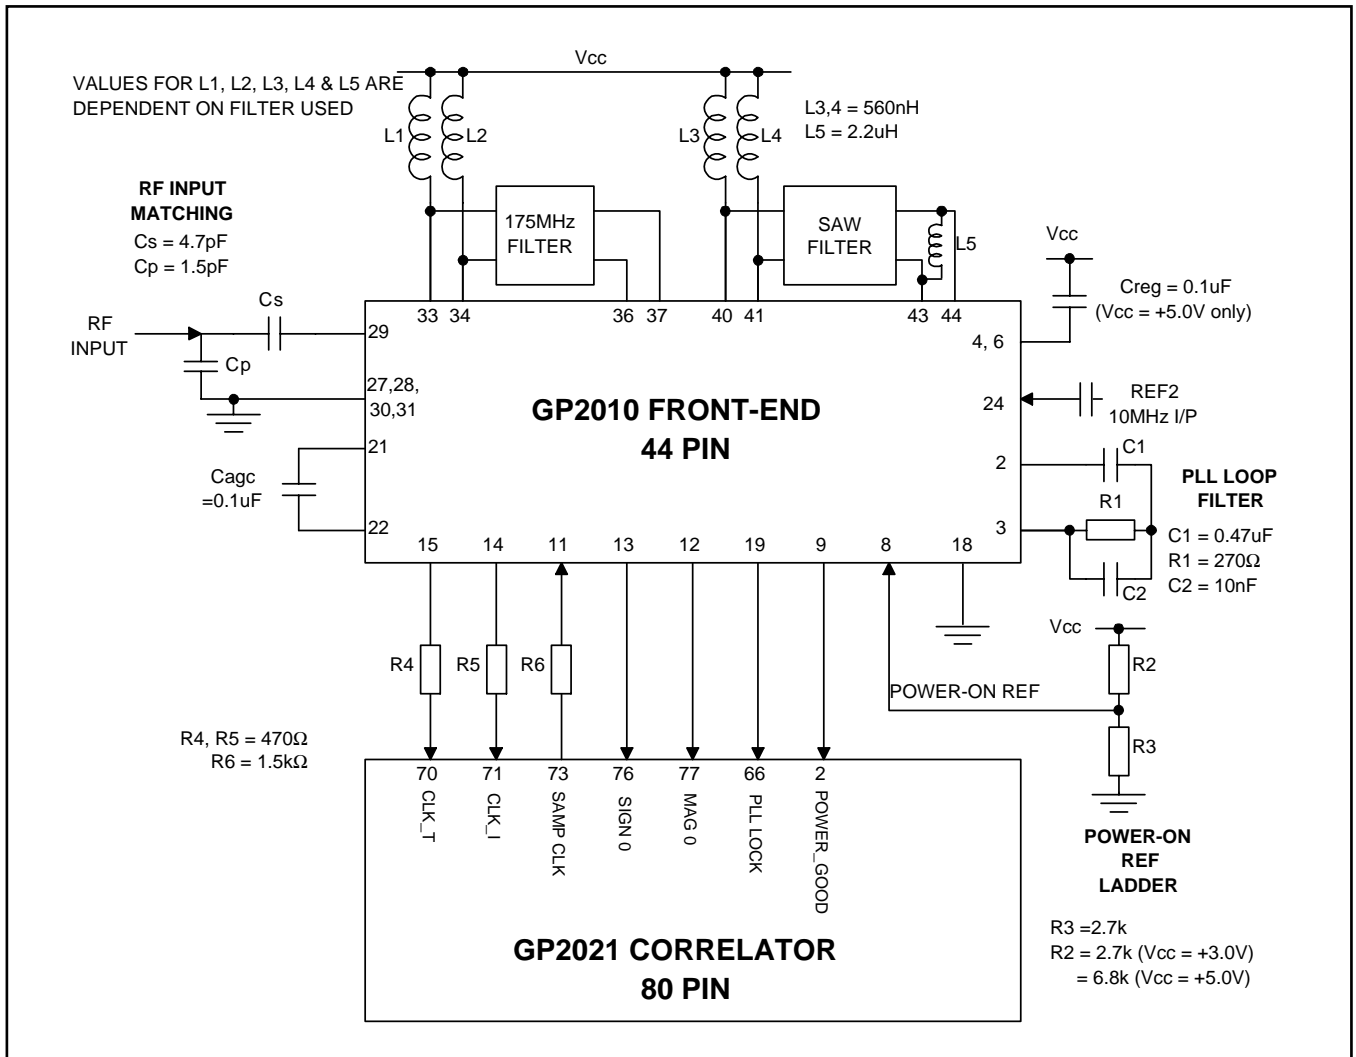 Vcc
VALUES FOR L1, L2, L3, L4 & L5 ARE
DEPENDENT ON FILTER USED
L1
L2
L3
L4
L3,4 = 560nH
L5 = 2.2uH
RF INPUT
MATCHING
Cs = 4.7pF
Cp = 1.5pF
175MHz
FILTER
SAW
FILTER
L5
Vcc
Creg = 0.1uF
(Vcc = +5.0V only)
Cs
RF
INPUT
Cp
33
34
36
37
40
41
43
44
29
4, 6
27,28,
30,31
GP2010 FRONT-END
44 PIN
24
REF2
10MHz I/P
21
Cagc
=0.1uF
22
2
C1
R1
3
C2
PLL LOOP
FILTER
C1 = 0.47uF
R1 = 270Ω
C2 = 10nF
15
14
11
13
12
19
9
8
18
Vcc
R4
R5
R6
R2
POWER-ON REF
R3
R4, R5 = 470Ω
R6 = 1.5kΩ
70
71
73
76
77
66
2
CLK_T
CLK_I
SAMP CLK
SIGN 0
MAG 0
PLL LOCK
POWER_GOOD
POWER-ON
REF
LADDER
R3 =2.7k
R2 = 2.7k (Vcc = +3.0V)
= 6.8k (Vcc = +5.0V)
GP2021 CORRELATOR
80 PIN